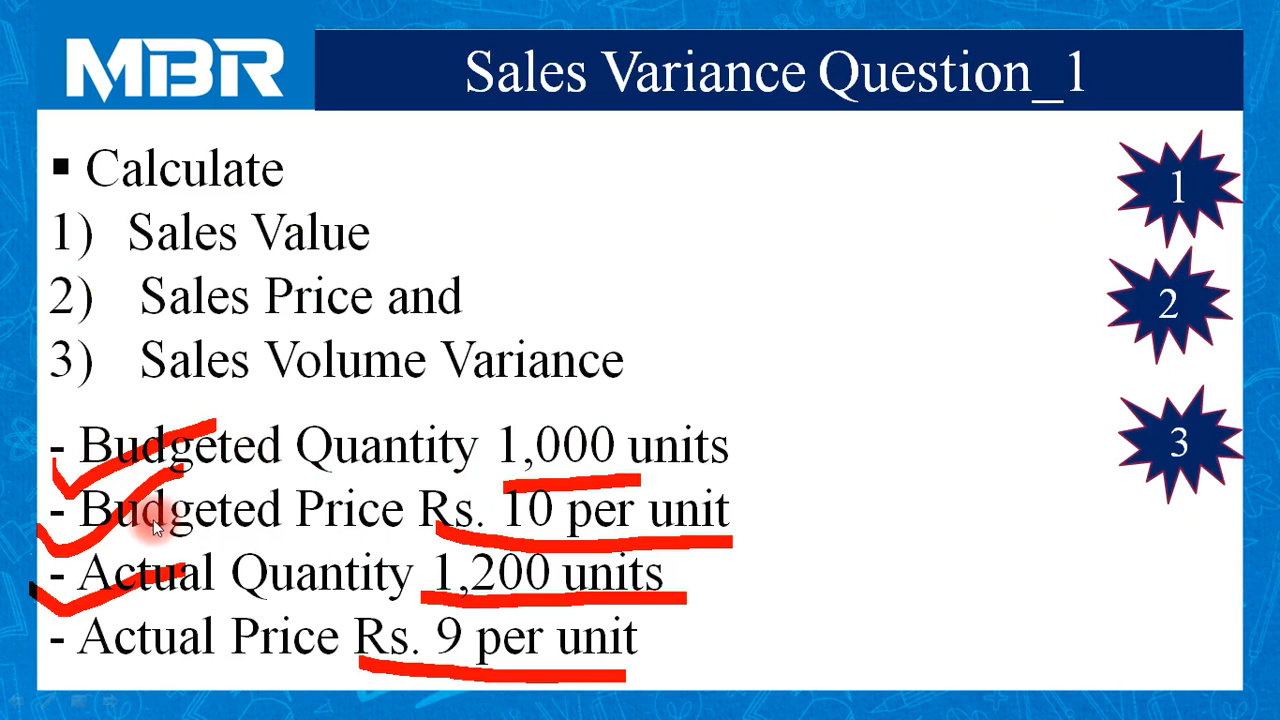 MBR
Sales Variance Question_1
▪ Calculate
1) Sales Value
2) Sales Price and
3) Sales Volume Variance
- Budgeted Quantity 1,000 units
- Budgeted Price Rs. 10 per unit
- Actual Quantity 1,200 units
- Actual Price Rs. 9 per unit
1
2
3